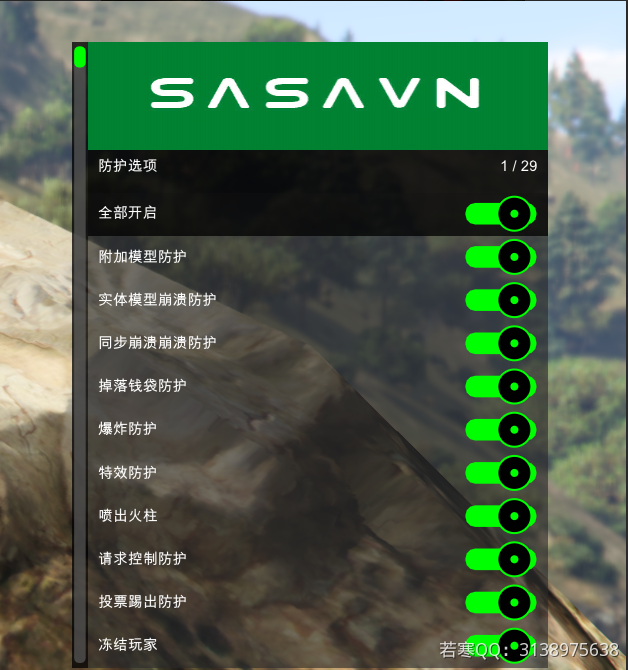 SASAVN
防护选项 1 / 29
全部开启
附加模型防护
实体模型崩溃防护
同步崩溃崩溃防护
掉落钱袋防护
爆炸防护
特效防护
喷出火柱
请求控制防护
投票踢出防护
冻结玩家
若寒QQ：3138975638